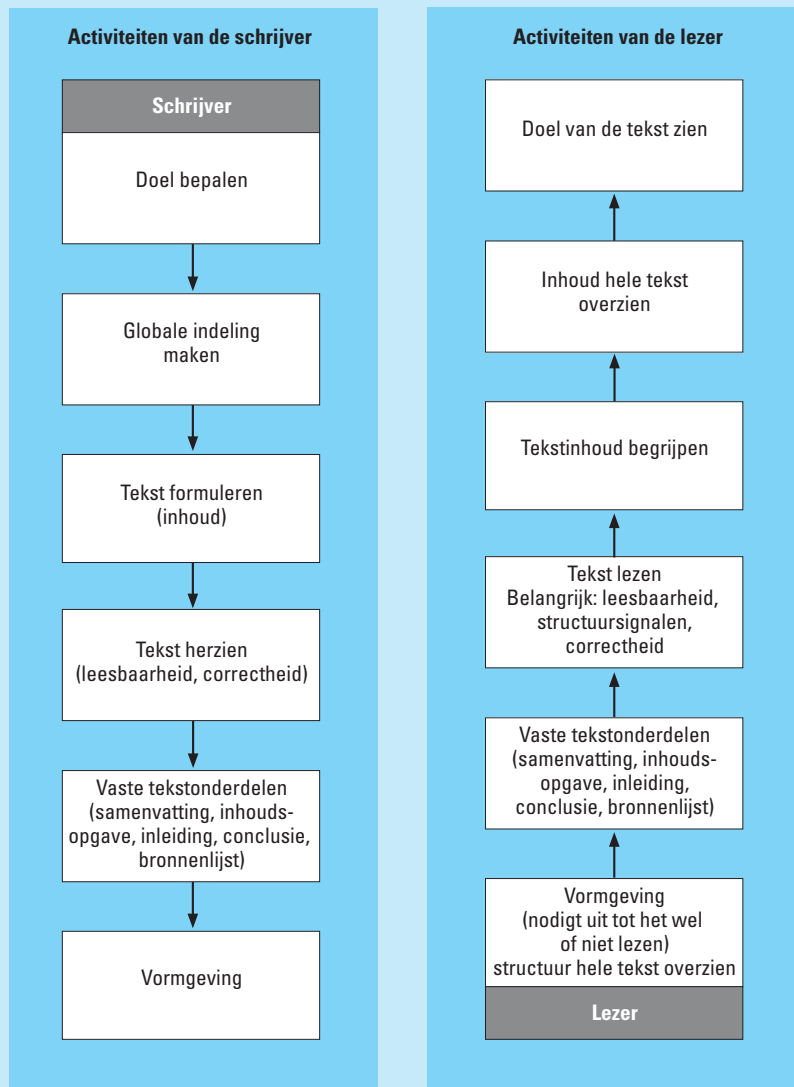 Activiteiten van de schrijver
Schrijver
Doel bepalen
Globale indeling
maken
Tekst formuleren
(inhoud)
Tekst herzien
(leesbaarheid, correctheid)
Vaste tekstonderdelen
(samenvatting, inhouds-
opgave, inleiding, conclusie,
bronnenlijst)
Vormgeving
Activiteiten van de lezer
Doel van de tekst zien
Inhoud hele tekst
overzien
Tekstinhoud begrijpen
Tekst lezen
Belangrijk: leesbaarheid,
structuursignalen,
correctheid
Vaste tekstonderdelen
(samenvatting, inhouds-
opgave, inleiding,
conclusie, bronnenlijst)
Vormgeving
(nodigt uit tot het wel
of niet lezen)
structuur hele tekst overzien
Lezer